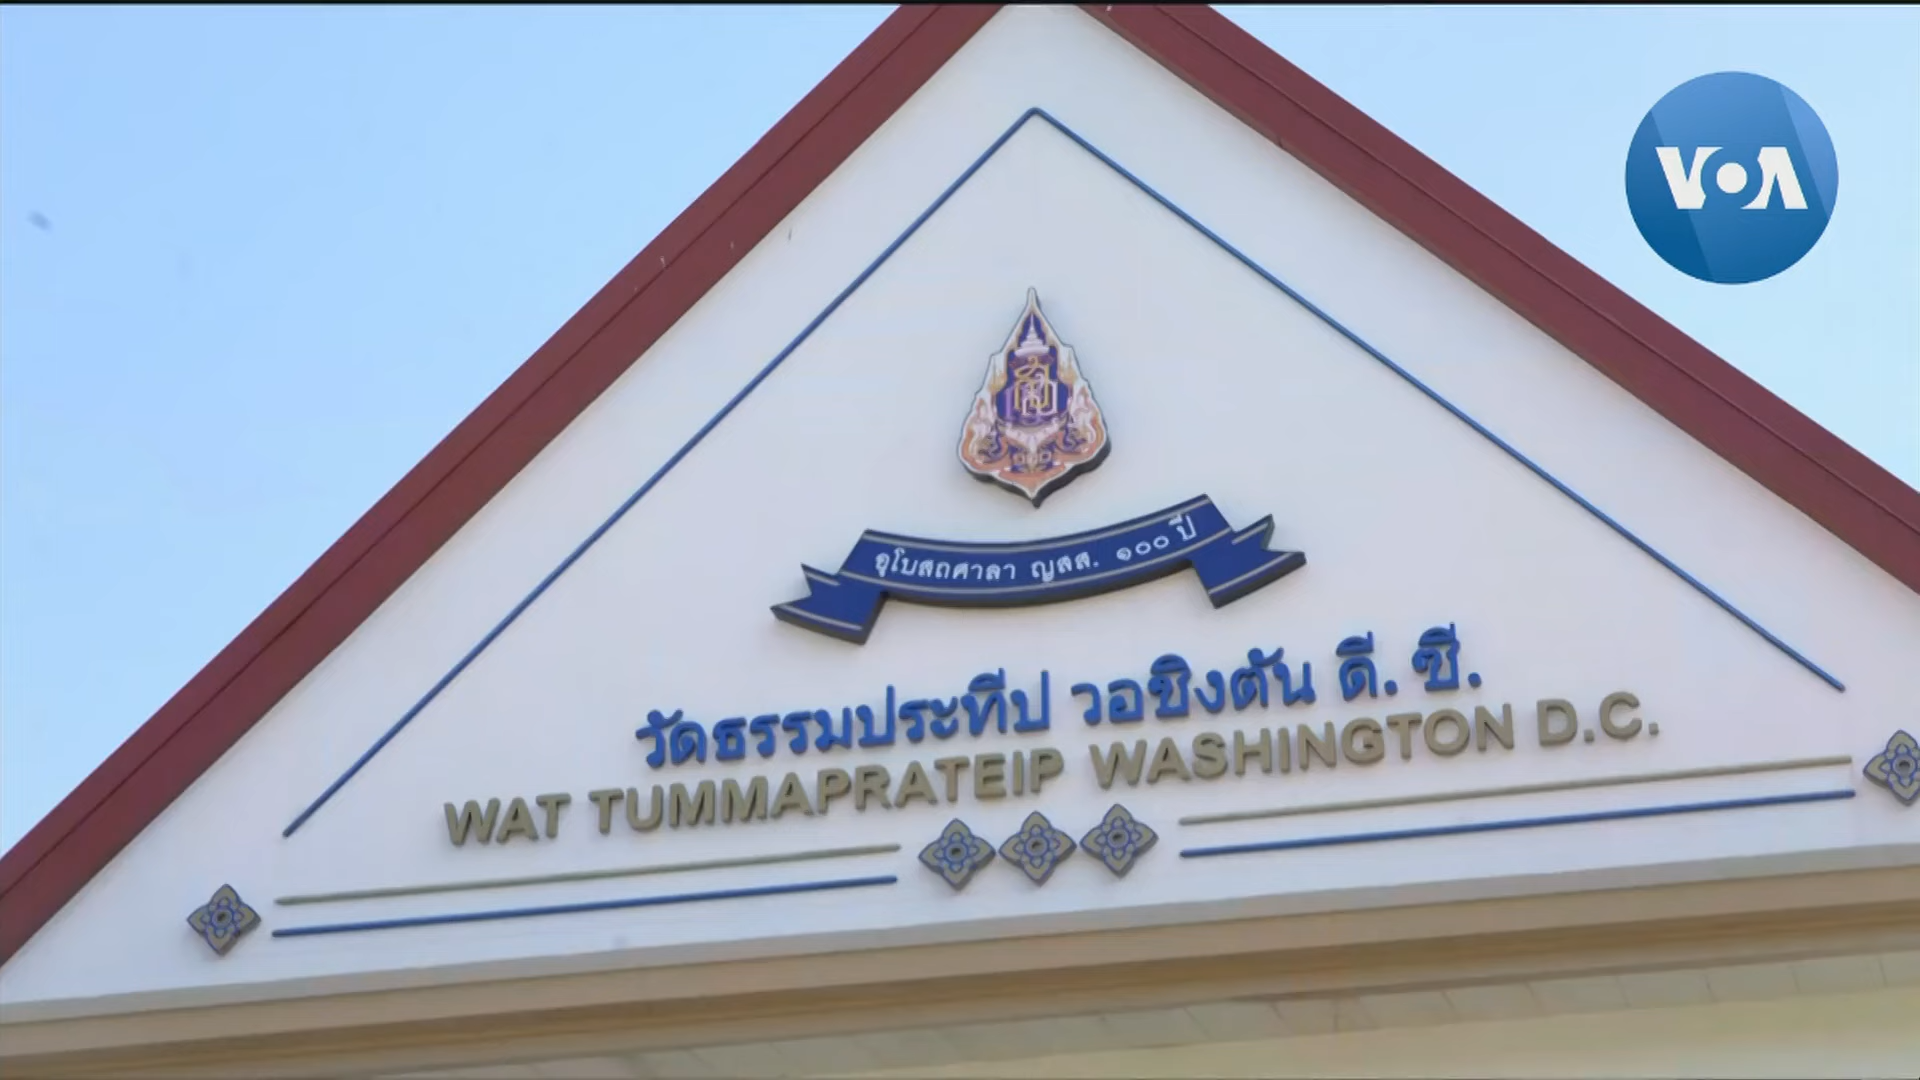 VOA
อุโบสถศาลา ญสส. ๑๐๐ ปี
วัดธรรมประทีป วอชิงตัน ดี. ซี.
WAT TUMMAPRATEIP WASHINGTON D.C.